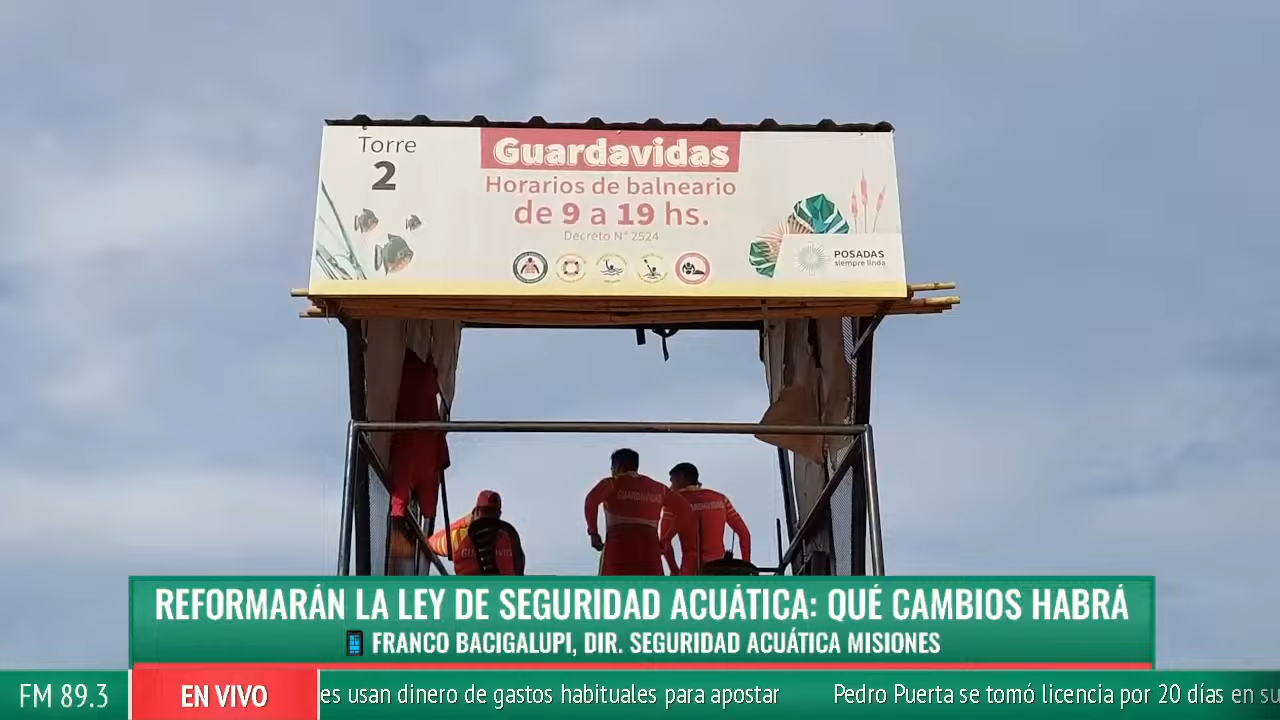 Torre
2
Guardavidas
Horarios de balneario
de 9 a 19 hs.
Decreto N° 2524
POSADAS
siempre linda
GUARDAVIDAS
REFORMARÁN LA LEY DE SEGURIDAD ACUÁTICA: QUÉ CAMBIOS HABRÁ
FRANCO BACIGALUPI, DIR. SEGURIDAD ACUÁTICA MISIONES
FM 89.3
EN VIVO
es usan dinero de gastos habituales para apostar
Pedro Puerta se tomó licencia por 20 días en su